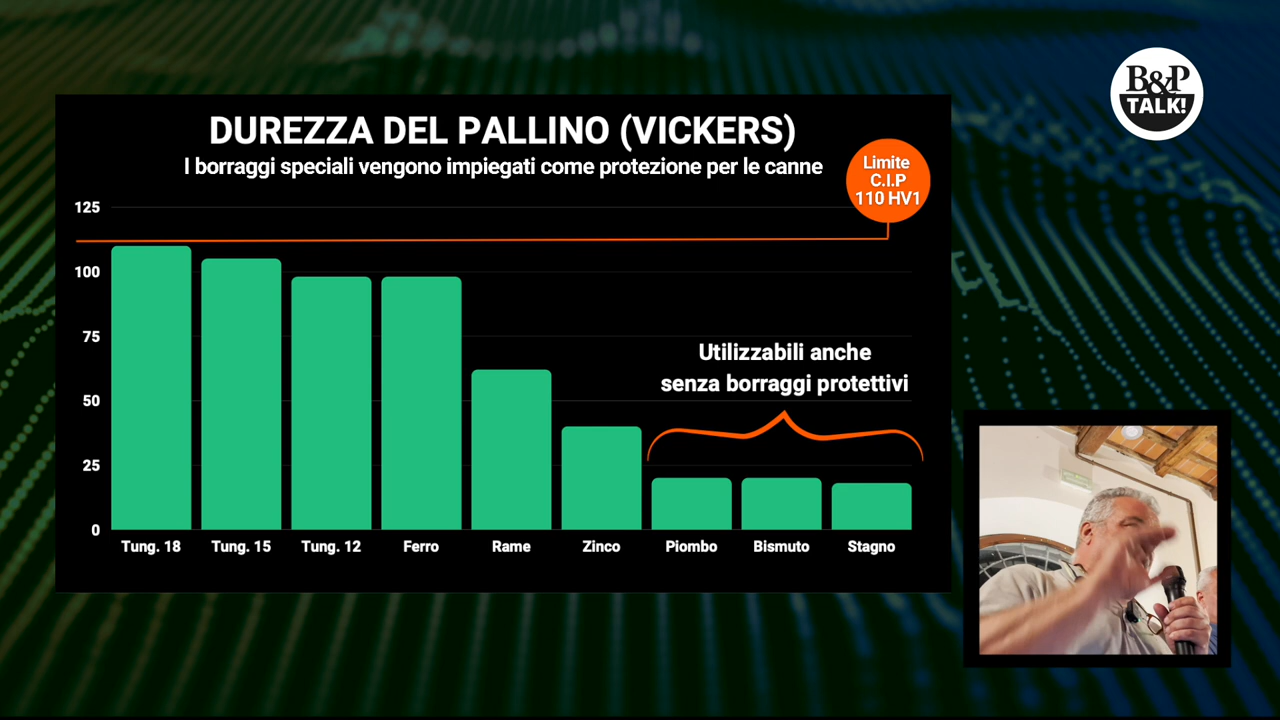 B&P
TALK!
DUREZZA DEL PALLINO (VICKERS)
I borraggi speciali vengono impiegati come protezione per le canne
Limite
C.I.P
110 HV1
125
100
75
50
25
0
Utilizzabili anche
senza borraggi protettivi
Tung. 18 Tung. 15 Tung. 12 Ferro Rame Zinco Piombo Bismuto Stagno